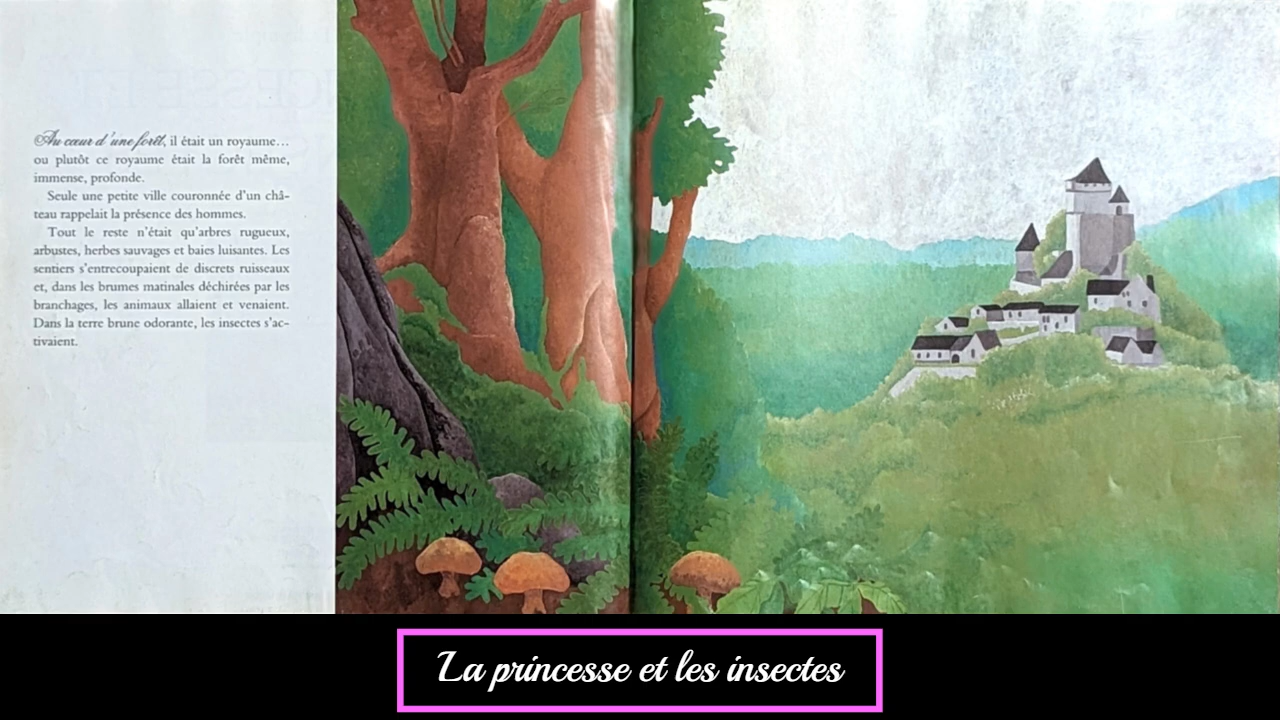 Au cœur d'une forêt, il était un royaume...
ou plutôt ce royaume était la forêt même,
immense, profonde.
Seule une petite ville couronnée d'un châ-
teau rappelait la présence des hommes.
Tout le reste n'était qu'arbres rugueux,
arbustes, herbes sauvages et baies luisantes. Les
sentiers s'entrecoupaient de discrets ruisseaux
et, dans les brumes matinales déchirées par les
branchages, les animaux allaient et venaient.
Dans la terre brune odorante, les insectes s'ac-
tivaient.
La princesse et les insectes